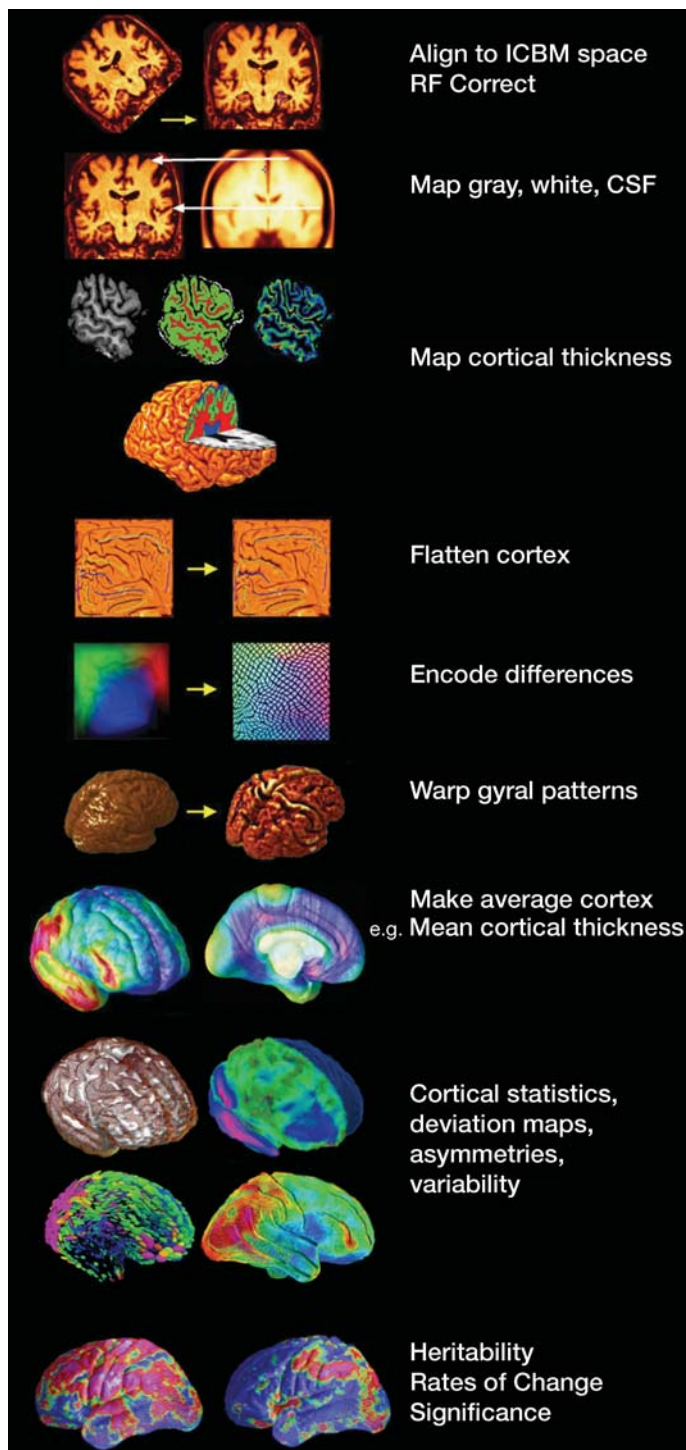 Align to ICBM space
RF Correct
Map gray, white, CSF
Map cortical thickness
Flatten cortex
Encode differences
Warp gyral patterns
Make average cortex
e.g. Mean cortical thickness
Cortical statistics,
deviation maps,
asymmetries,
variability
Heritability
Rates of Change
Significance